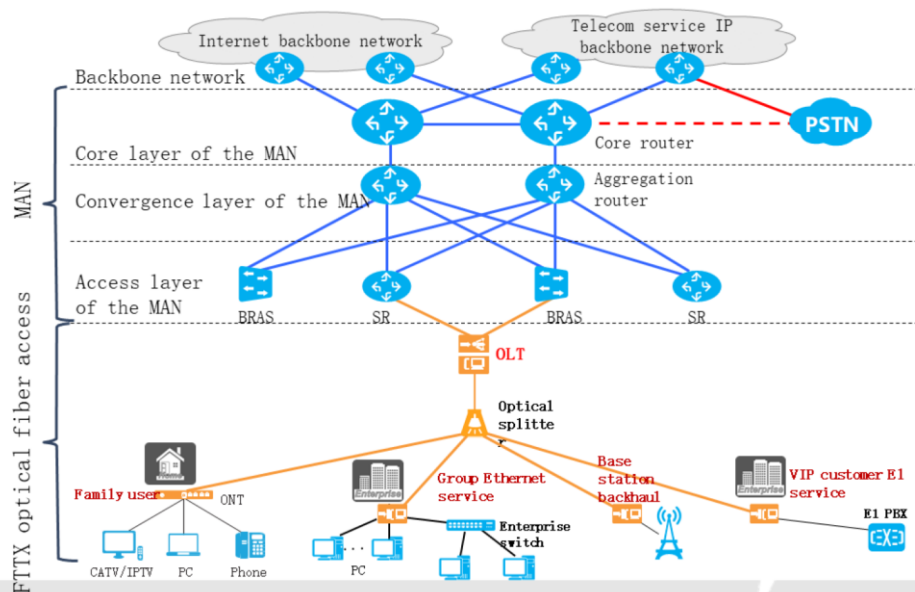 Internet backbone network
Telecom service IP
backbone network
Backbone network
PSTN
Core router
Core layer of the MAN
Aggregation
router
Convergence layer of the MAN
MAN
Access layer
of the MAN
BRAS
SR
BRAS
SR
OLT
FTTX optical fiber access
Optical
splitte
r
Group Ethernet
service
Base
station
backhaul
VIP customer E1
service
Enterprise
Enterprise
Family user
ONT
E1 PBX
Enterprise
switch
...
CATV/IPTV
PC
Phone
PC